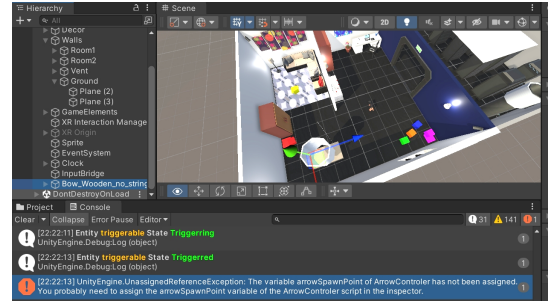 Hierarchy
All
Decor
Walls
Room1
Room2
Vent
Ground
Plane (2)
Plane (3)
GameElements
XR Interaction Manage
XR Origin
Sprite
EventSystem
Clock
InputBridge
Bow_Wooden_no_string
DontDestroyOnLoad
Scene
2D
Project
Console
Clear
Collapse
Error Pause
Editor
31
141
1
[22:22:11] Entity triggerable State Triggerring
UnityEngine.Debug:Log (object)
1
[22:22:13] Entity triggerable State Triggerred
UnityEngine.Debug:Log (object)
1
[22:22:13] UnityEngine.UnassignedReferenceException: The variable arrowSpawnPoint of ArrowControler has not been assigned.
You probably need to assign the arrowSpawnPoint variable of the ArrowControler script in the inspector.
1